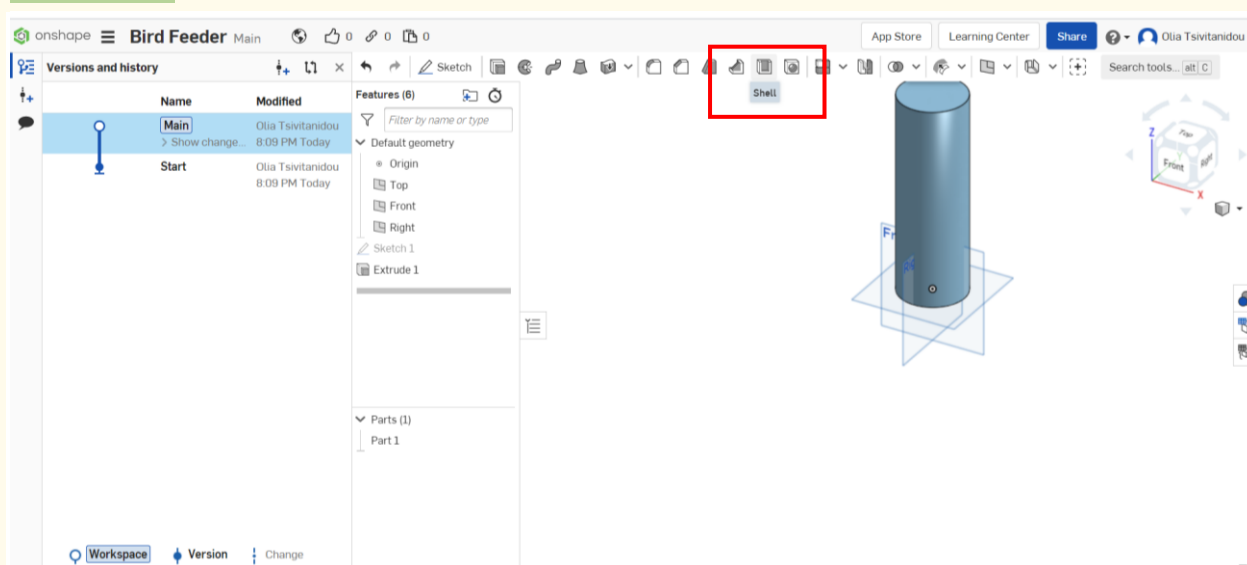 onshape Bird Feeder Main 0 0 0 App Store Learning Center Share Olia Tsivitanidou
Versions and history
Sketch
Search tools... alt C
Shell
Name Modified
Main Olia Tsivitanidou
> Show change... 8:09 PM Today
Start Olia Tsivitanidou
8:09 PM Today
Features (6)
Filter by name or type
Default geometry
Origin
Top
Front
Right
Sketch 1
Extrude 1
Parts (1)
Part 1
Workspace Version Change
Fr
Z
Top
Front
Right
X